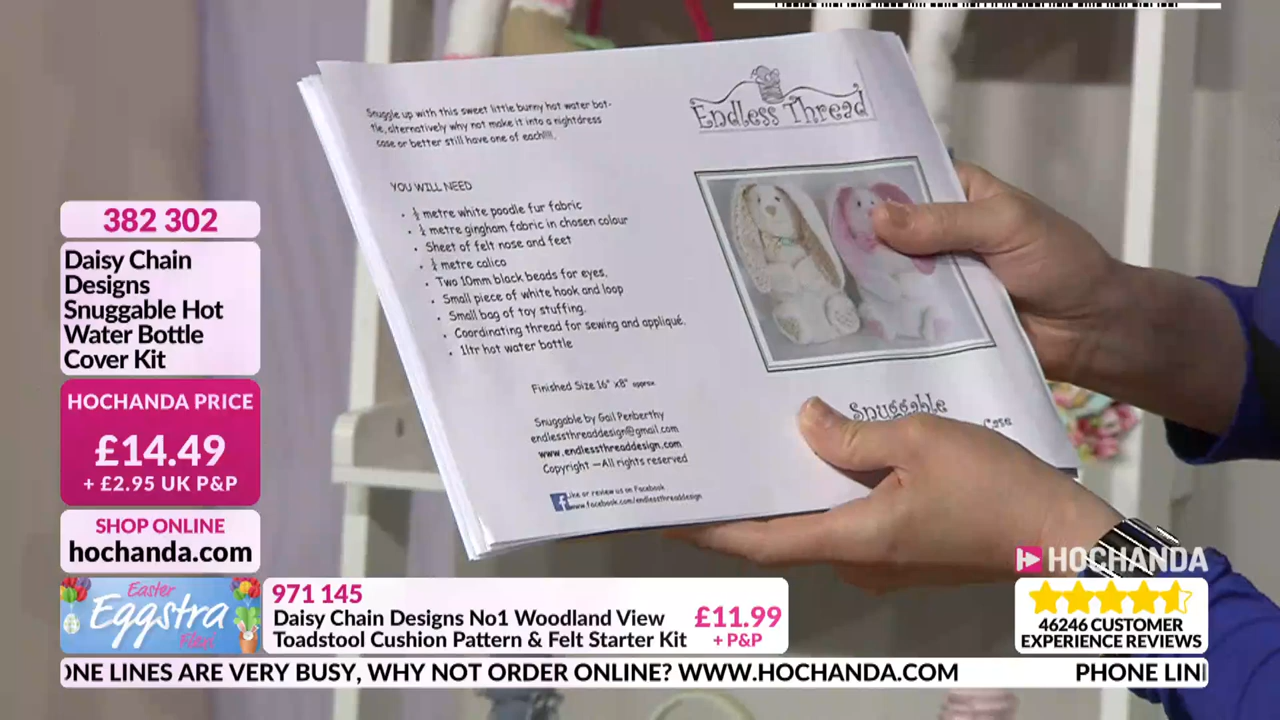 Snuggle up with this sweet little bunny hot water bot-
tle, alternatively why not make it into a nightdress
case or better still have one of each!!!!.
YOU WILL NEED
metre white poodle fur fabric
metre gingham fabric in chosen colour
Sheet of felt nose and feet
metre calico
Two 10mm black beads for eyes.
Small piece of white hook and loop
Small bag of toy stuffing.
Coordinating thread for sewing and appliqué.
1ltr hot water bottle
Finished Size 16" x8" approx
Snuggable by Gail Penberthy
endlessthreaddesign@gmail.com
www.endlessthreaddesign.com
Copyright —All rights reserved
Like or review us on Facebook
www.facebook.com/endlessthreaddesign
Endless Thread
Snuggable
Case
382 302
Daisy Chain
Designs
Snuggable Hot
Water Bottle
Cover Kit
HOCHANDA PRICE
£14.49
+ £2.95 UK P&P
SHOP ONLINE
hochanda.com
Easter
Eggstra
971 145
Daisy Chain Designs No1 Woodland View
Toadstool Cushion Pattern & Felt Starter Kit
£11.99
+ P&P
HOCHANDA
46246 CUSTOMER
EXPERIENCE REVIEWS
LINES ARE VERY BUSY, WHY NOT ORDER ONLINE? WWW.HOCHANDA.COM
PHONE